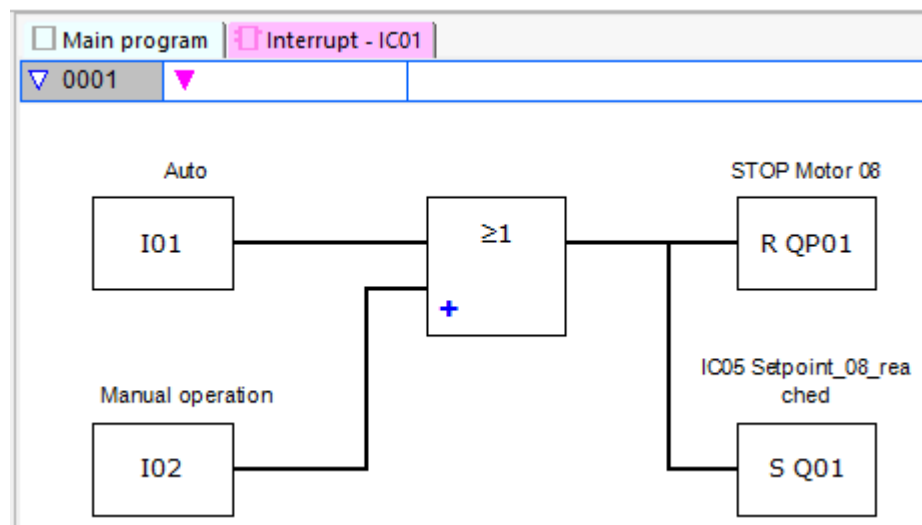 Main program Interrupt - IC01
0001
Auto
STOP Motor 08
I01
≥1
R QP01
+
IC05 Setpoint_08_rea
ched
Manual operation
I02
S Q01